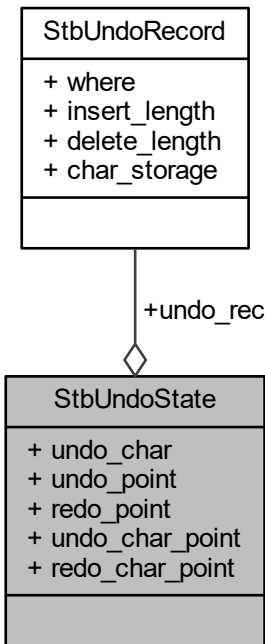 StbUndoRecord
+ where
+ insert_length
+ delete_length
+ char_storage
+undo_rec
StbUndoState
+ undo_char
+ undo_point
+ redo_point
+ undo_char_point
+ redo_char_point